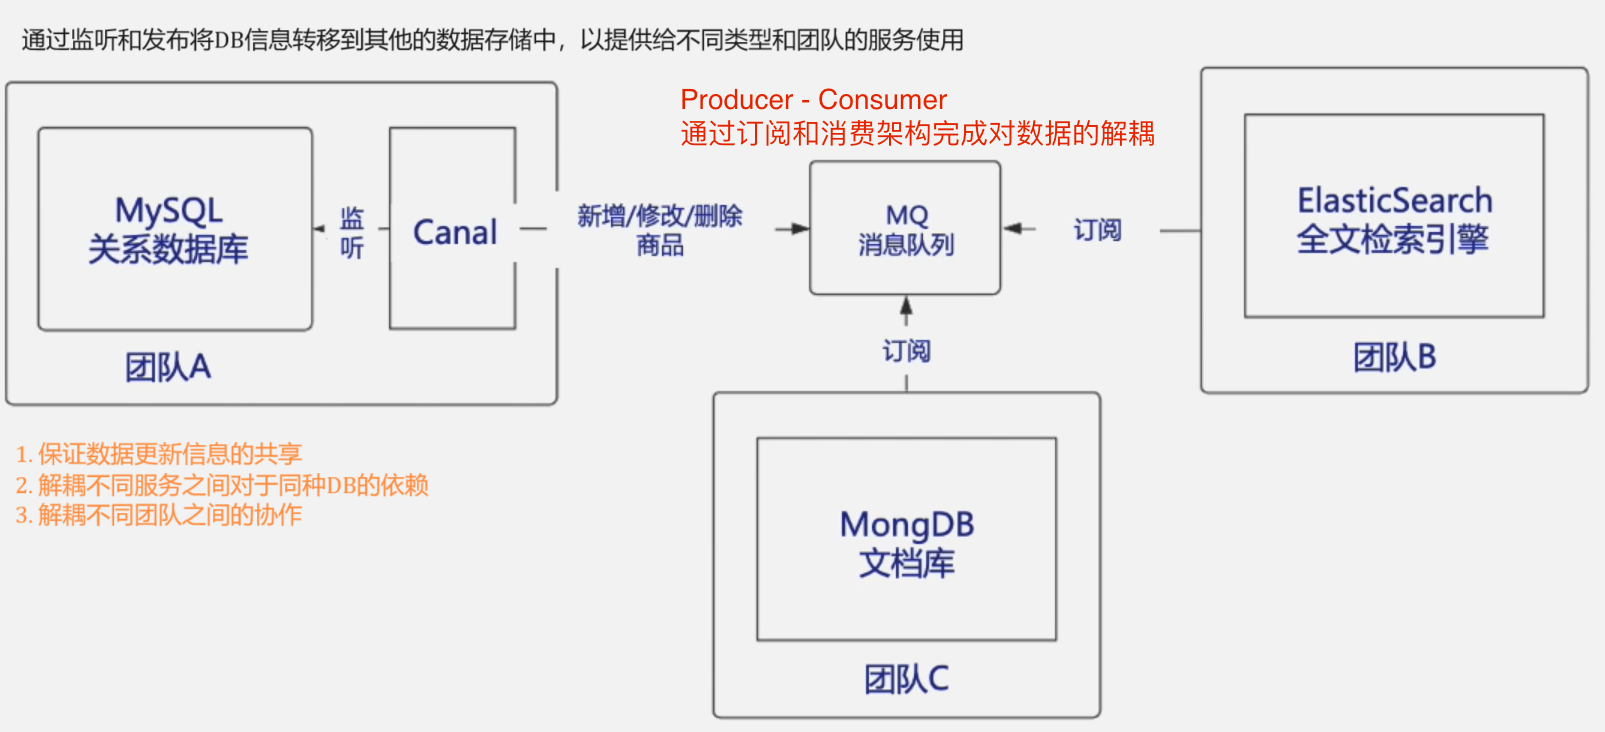 通过监听和发布将DB信息转移到其他的数据存储中，以提供给不同类型和团队的服务使用
Producer - Consumer
通过订阅和消费架构完成对数据的解耦
MySQL
关系数据库
监
听
Canal
团队A
新增/修改/删除
商品
MQ
消息队列
订阅
ElasticSearch
全文检索引擎
团队B
订阅
MongDB
文档库
团队C
1. 保证数据更新信息的共享
2. 解耦不同服务之间对于同种DB的依赖
3. 解耦不同团队之间的协作